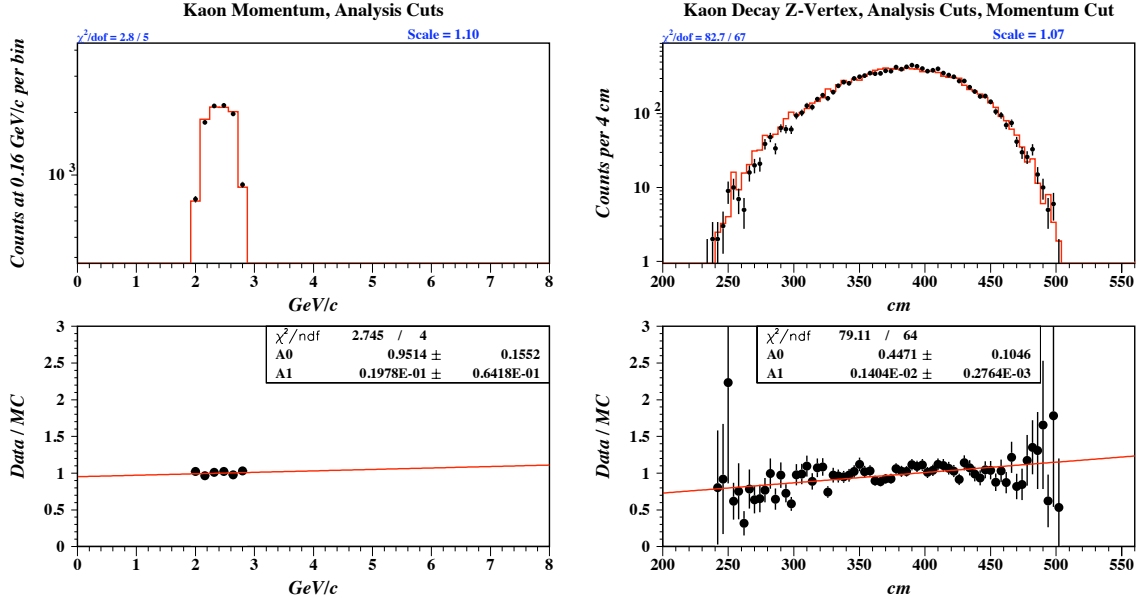 Kaon Momentum, Analysis Cuts
χ²/dof = 2.8 / 5
Scale = 1.10
Counts at 0.16 GeV/c per bin
10³
0 1 2 3 4 5 6 7 8
GeV/c
Kaon Decay Z-Vertex, Analysis Cuts, Momentum Cut
χ²/dof = 82.7 / 67
Scale = 1.07
Counts per 4 cm
10²
10
1
200 250 300 350 400 450 500 550
cm
Data / MC
3
2.5
2
1.5
1
0.5
0
χ²/ndf 2.745 / 4
A0 0.9514 ± 0.1552
A1 0.1978E-01 ± 0.6418E-01
0 1 2 3 4 5 6 7 8
GeV/c
Data / MC
3
2.5
2
1.5
1
0.5
0
χ²/ndf 79.11 / 64
A0 0.4471 ± 0.1046
A1 0.1404E-02 ± 0.2764E-03
200 250 300 350 400 450 500 550
cm